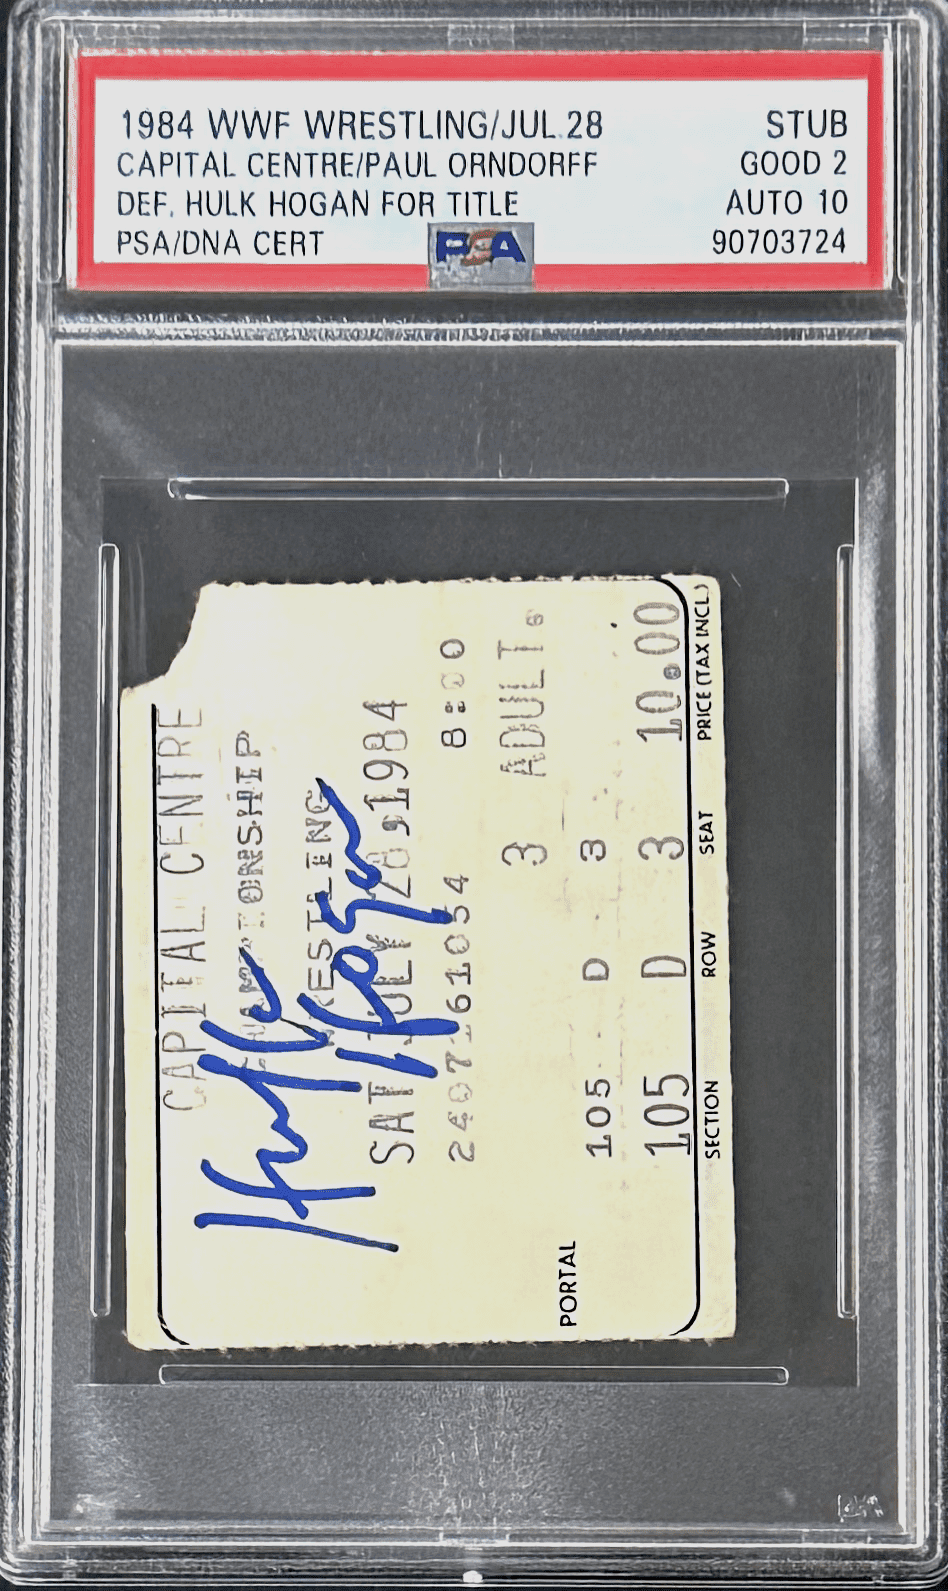 1984 WWF WRESTLING/JUL.28 STUB
CAPITAL CENTRE/PAUL ORNDORFF GOOD 2
DEF. HULK HOGAN FOR TITLE AUTO 10
PSA/DNA CERT PSA 90703724
CAPITAL CENTRE
WRESTLING
Hulk Hogan
SAT JULY 28,1984
8:00
3 ADULT
PORTAL
105 D 3
105 D 3 10.00
SECTION ROW SEAT PRICE (TAX INCL.)